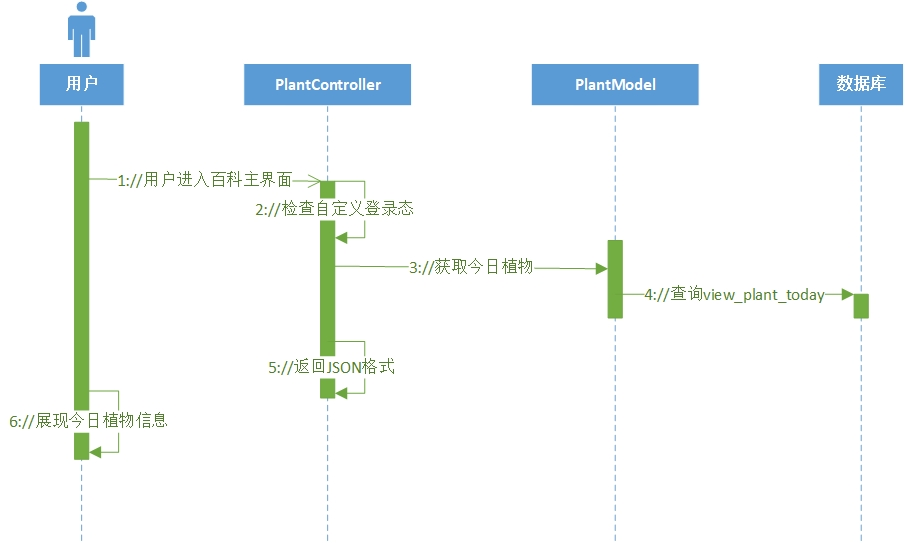 用户
PlantController
PlantModel
数据库
1://用户进入百科主界面
2://检查自定义登录态
3://获取今日植物
4://查询view_plant_today
5://返回JSON格式
6://展现今日植物信息